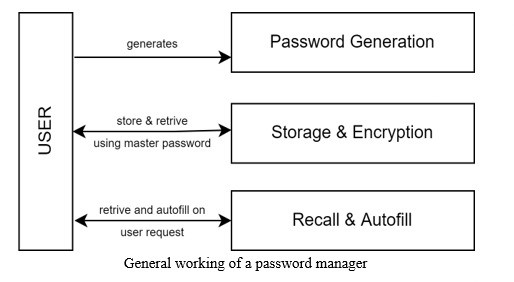 USER
generates
Password Generation
store & retrive
using master password
Storage & Encryption
retrive and autofill on
user request
Recall & Autofill
General working of a password manager